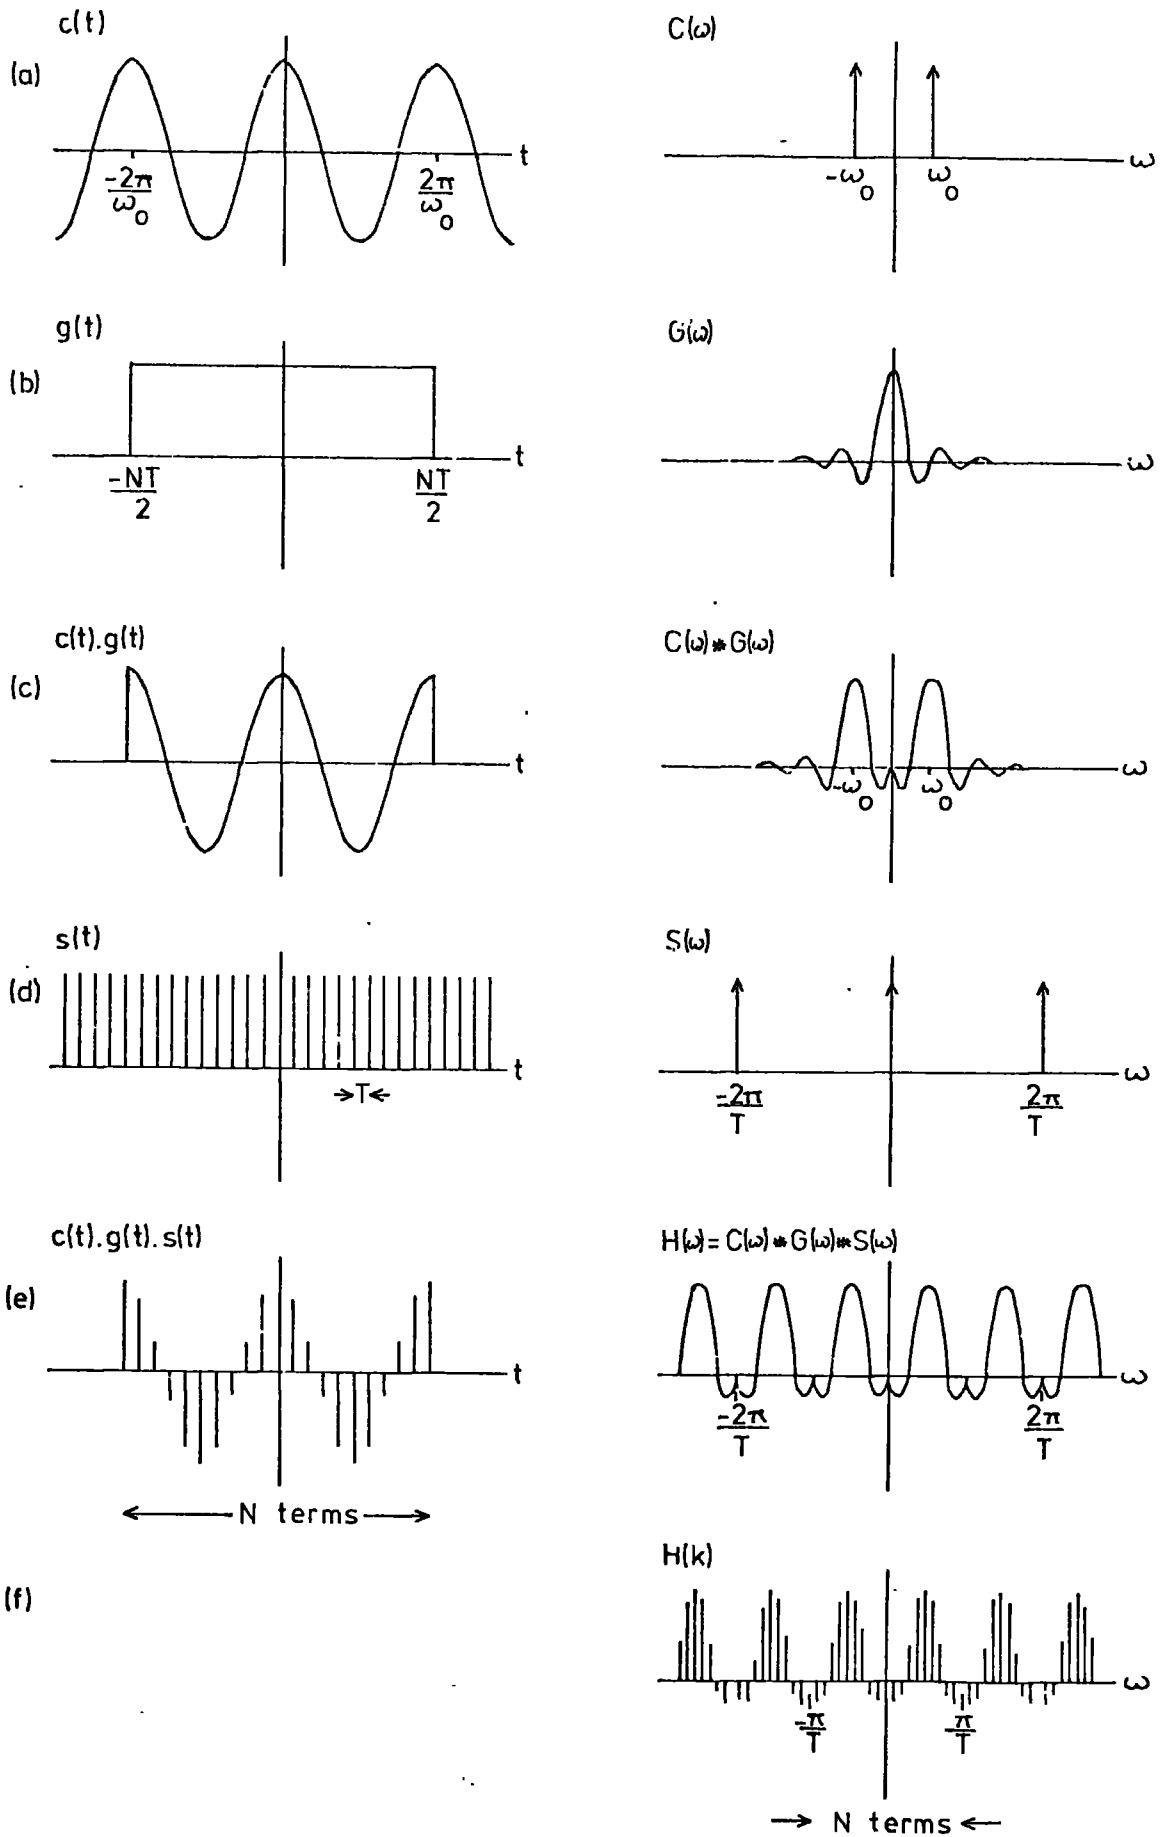 c(t)
C(ω)
(a)
t
-2π/ω₀
2π/ω₀
ω
-ω₀
ω₀
g(t)
G(ω)
(b)
t
-NT/2
NT/2
ω
c(t).g(t)
C(ω)*G(ω)
(c)
t
ω
-ω₀
ω₀
s(t)
S(ω)
(d)
t
→T←
ω
-2π/T
2π/T
c(t).g(t).s(t)
H(ω)=C(ω)*G(ω)*S(ω)
(e)
t
ω
-2π/T
2π/T
←N terms→
H(k)
(f)
ω
-π/T
-π/T
→ N terms ←